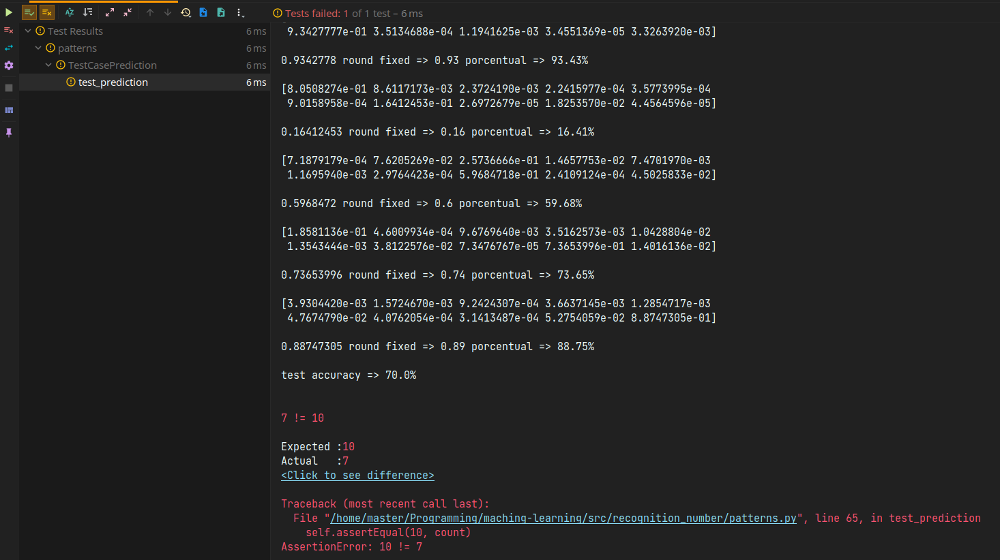 Tests failed: 1 of 1 test – 6 ms
Test Results 6 ms
patterns 6 ms
TestCasePrediction 6 ms
test_prediction 6 ms
9.3427777e-01 3.5134688e-04 1.1941625e-03 3.4551369e-05 3.3263920e-03]
0.9342778 round fixed => 0.93 porcentual => 93.43%
[8.0508274e-01 8.6117173e-03 2.3724190e-03 2.2415977e-04 3.5773995e-04
9.0158958e-04 1.6412453e-01 2.6972679e-05 1.8253570e-02 4.4564596e-05]
0.16412453 round fixed => 0.16 porcentual => 16.41%
[7.1879179e-04 7.6205269e-02 2.5736666e-01 1.4657753e-02 7.4701970e-03
1.1695940e-03 2.9764423e-04 5.9684718e-01 2.4109124e-04 4.5025833e-02]
0.5968472 round fixed => 0.6 porcentual => 59.68%
[1.8581136e-01 4.6009934e-04 9.6769640e-03 3.5162573e-03 1.0428804e-02
1.3543444e-03 3.8122576e-02 7.3476767e-05 7.3653996e-01 1.4016136e-02]
0.73653996 round fixed => 0.74 porcentual => 73.65%
[3.9304420e-03 1.5724670e-03 9.2424307e-04 3.6637145e-03 1.2854717e-03
4.7674790e-02 4.0762054e-04 3.1413487e-04 5.2754059e-02 8.8747305e-01]
0.88747305 round fixed => 0.89 porcentual => 88.75%
test accuracy => 70.0%
7 != 10
Expected :10
Actual   :7
<Click to see difference>
Traceback (most recent call last):
File "/home/master/Programming/maching-learning/src/recognition_number/patterns.py", line 65, in test_prediction
self.assertEqual(10, count)
AssertionError: 10 != 7